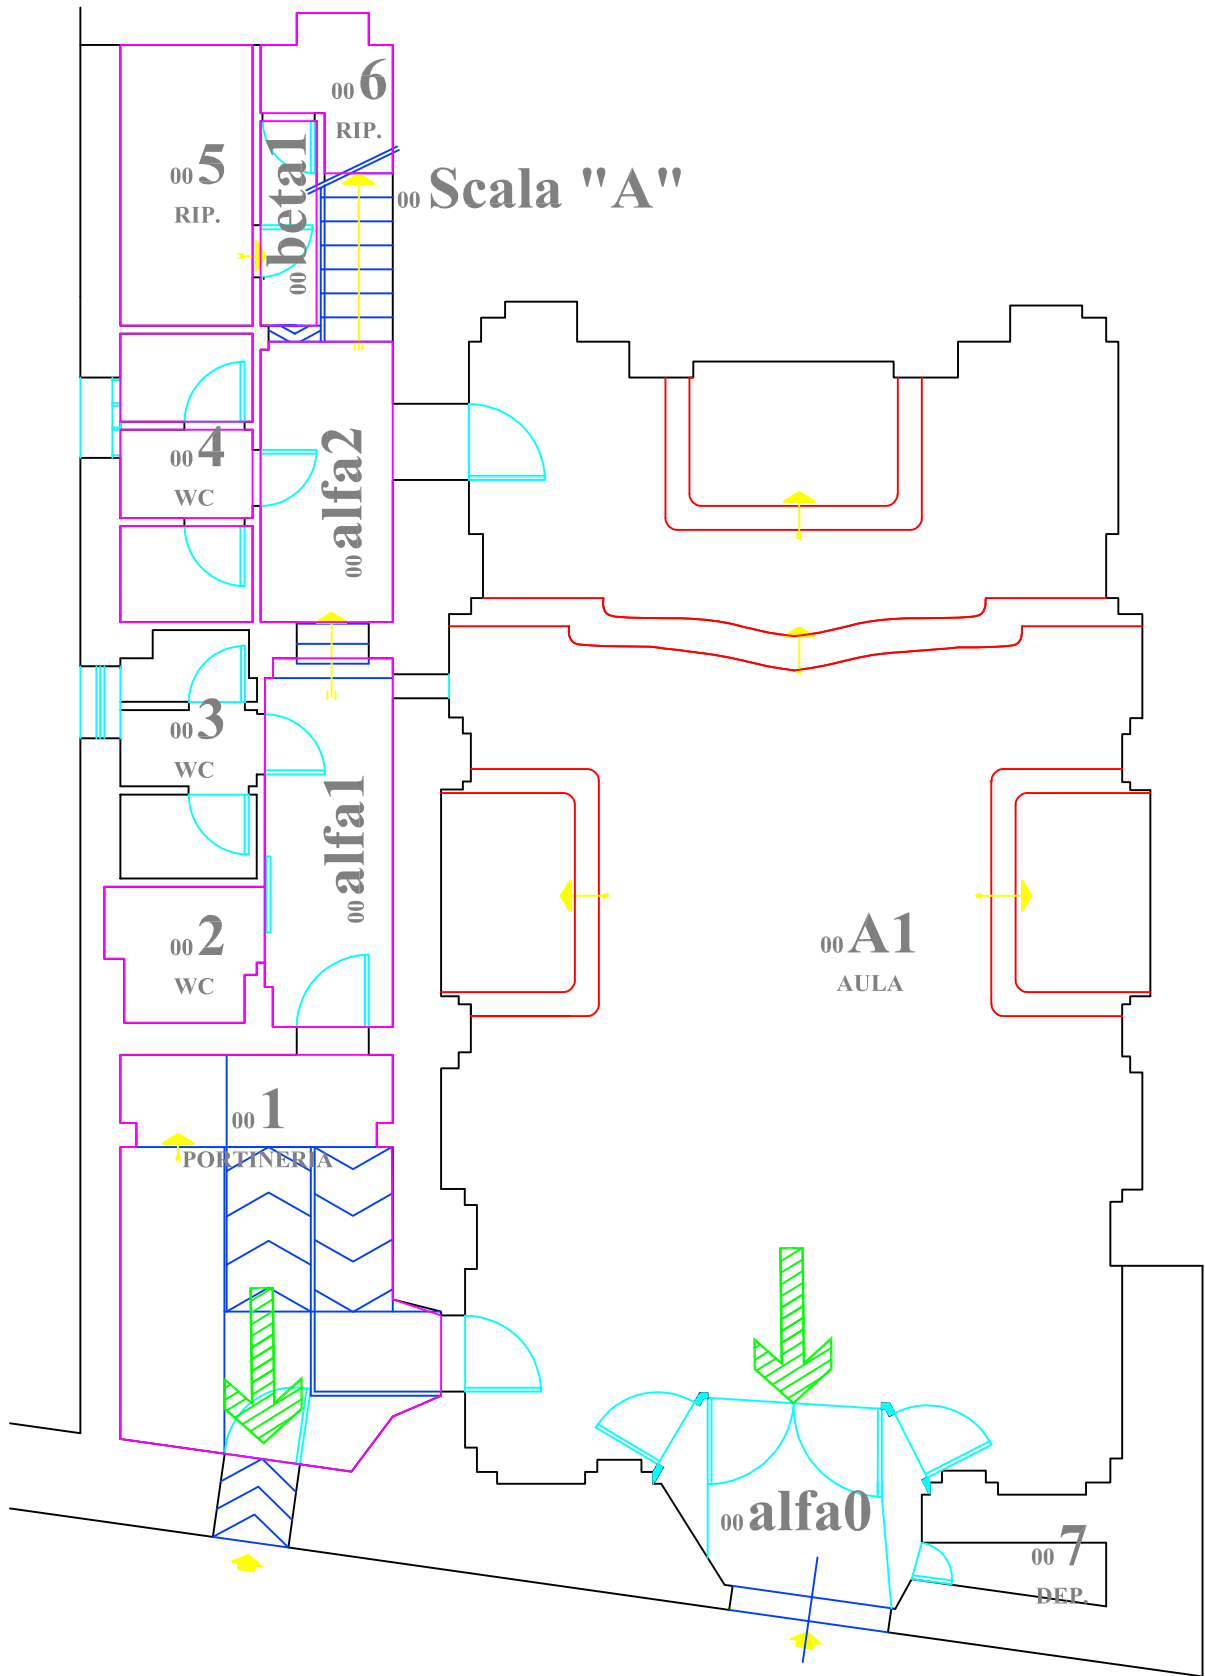 00 6
RIP.
00 5
RIP.
00 beta1
00 Scala "A"
00 4
WC
00 alfa2
00 3
WC
00 alfa1
00 2
WC
00 A1
AULA
00 1
PORTINERIA
00 alfa0
00 7
DEP.